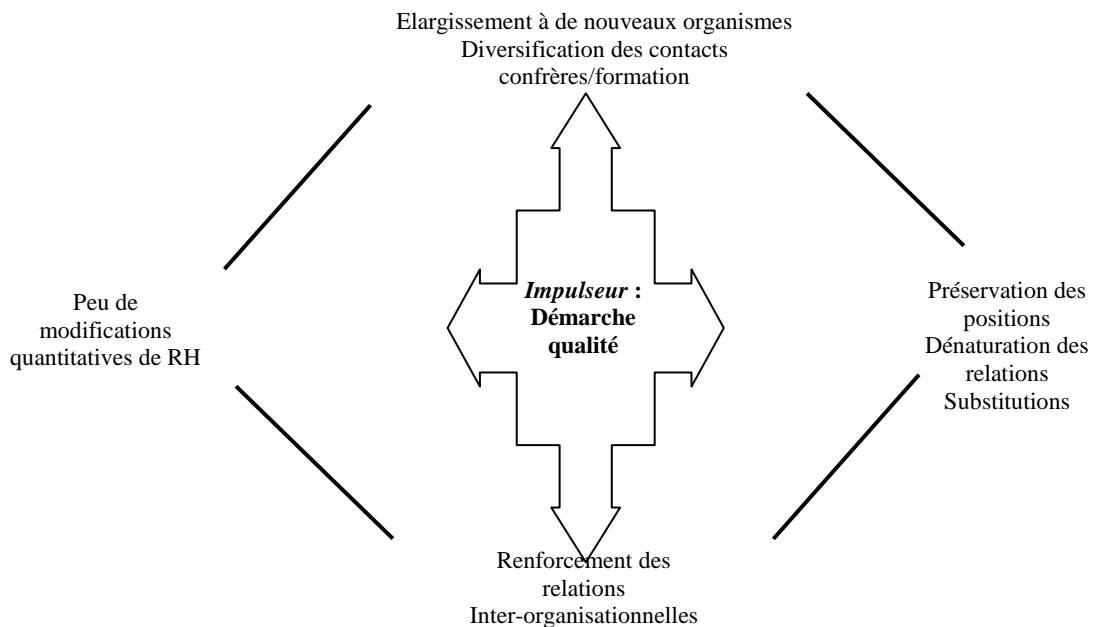 Elargissement à de nouveaux organismes
Diversification des contacts
confrères/formation
Peu de
modifications
quantitatives de RH
Impulseur :
Démarche
qualité
Préservation des
positions
Dénaturation des
relations
Substitutions
Renforcement des
relations
Inter-organisationnelles